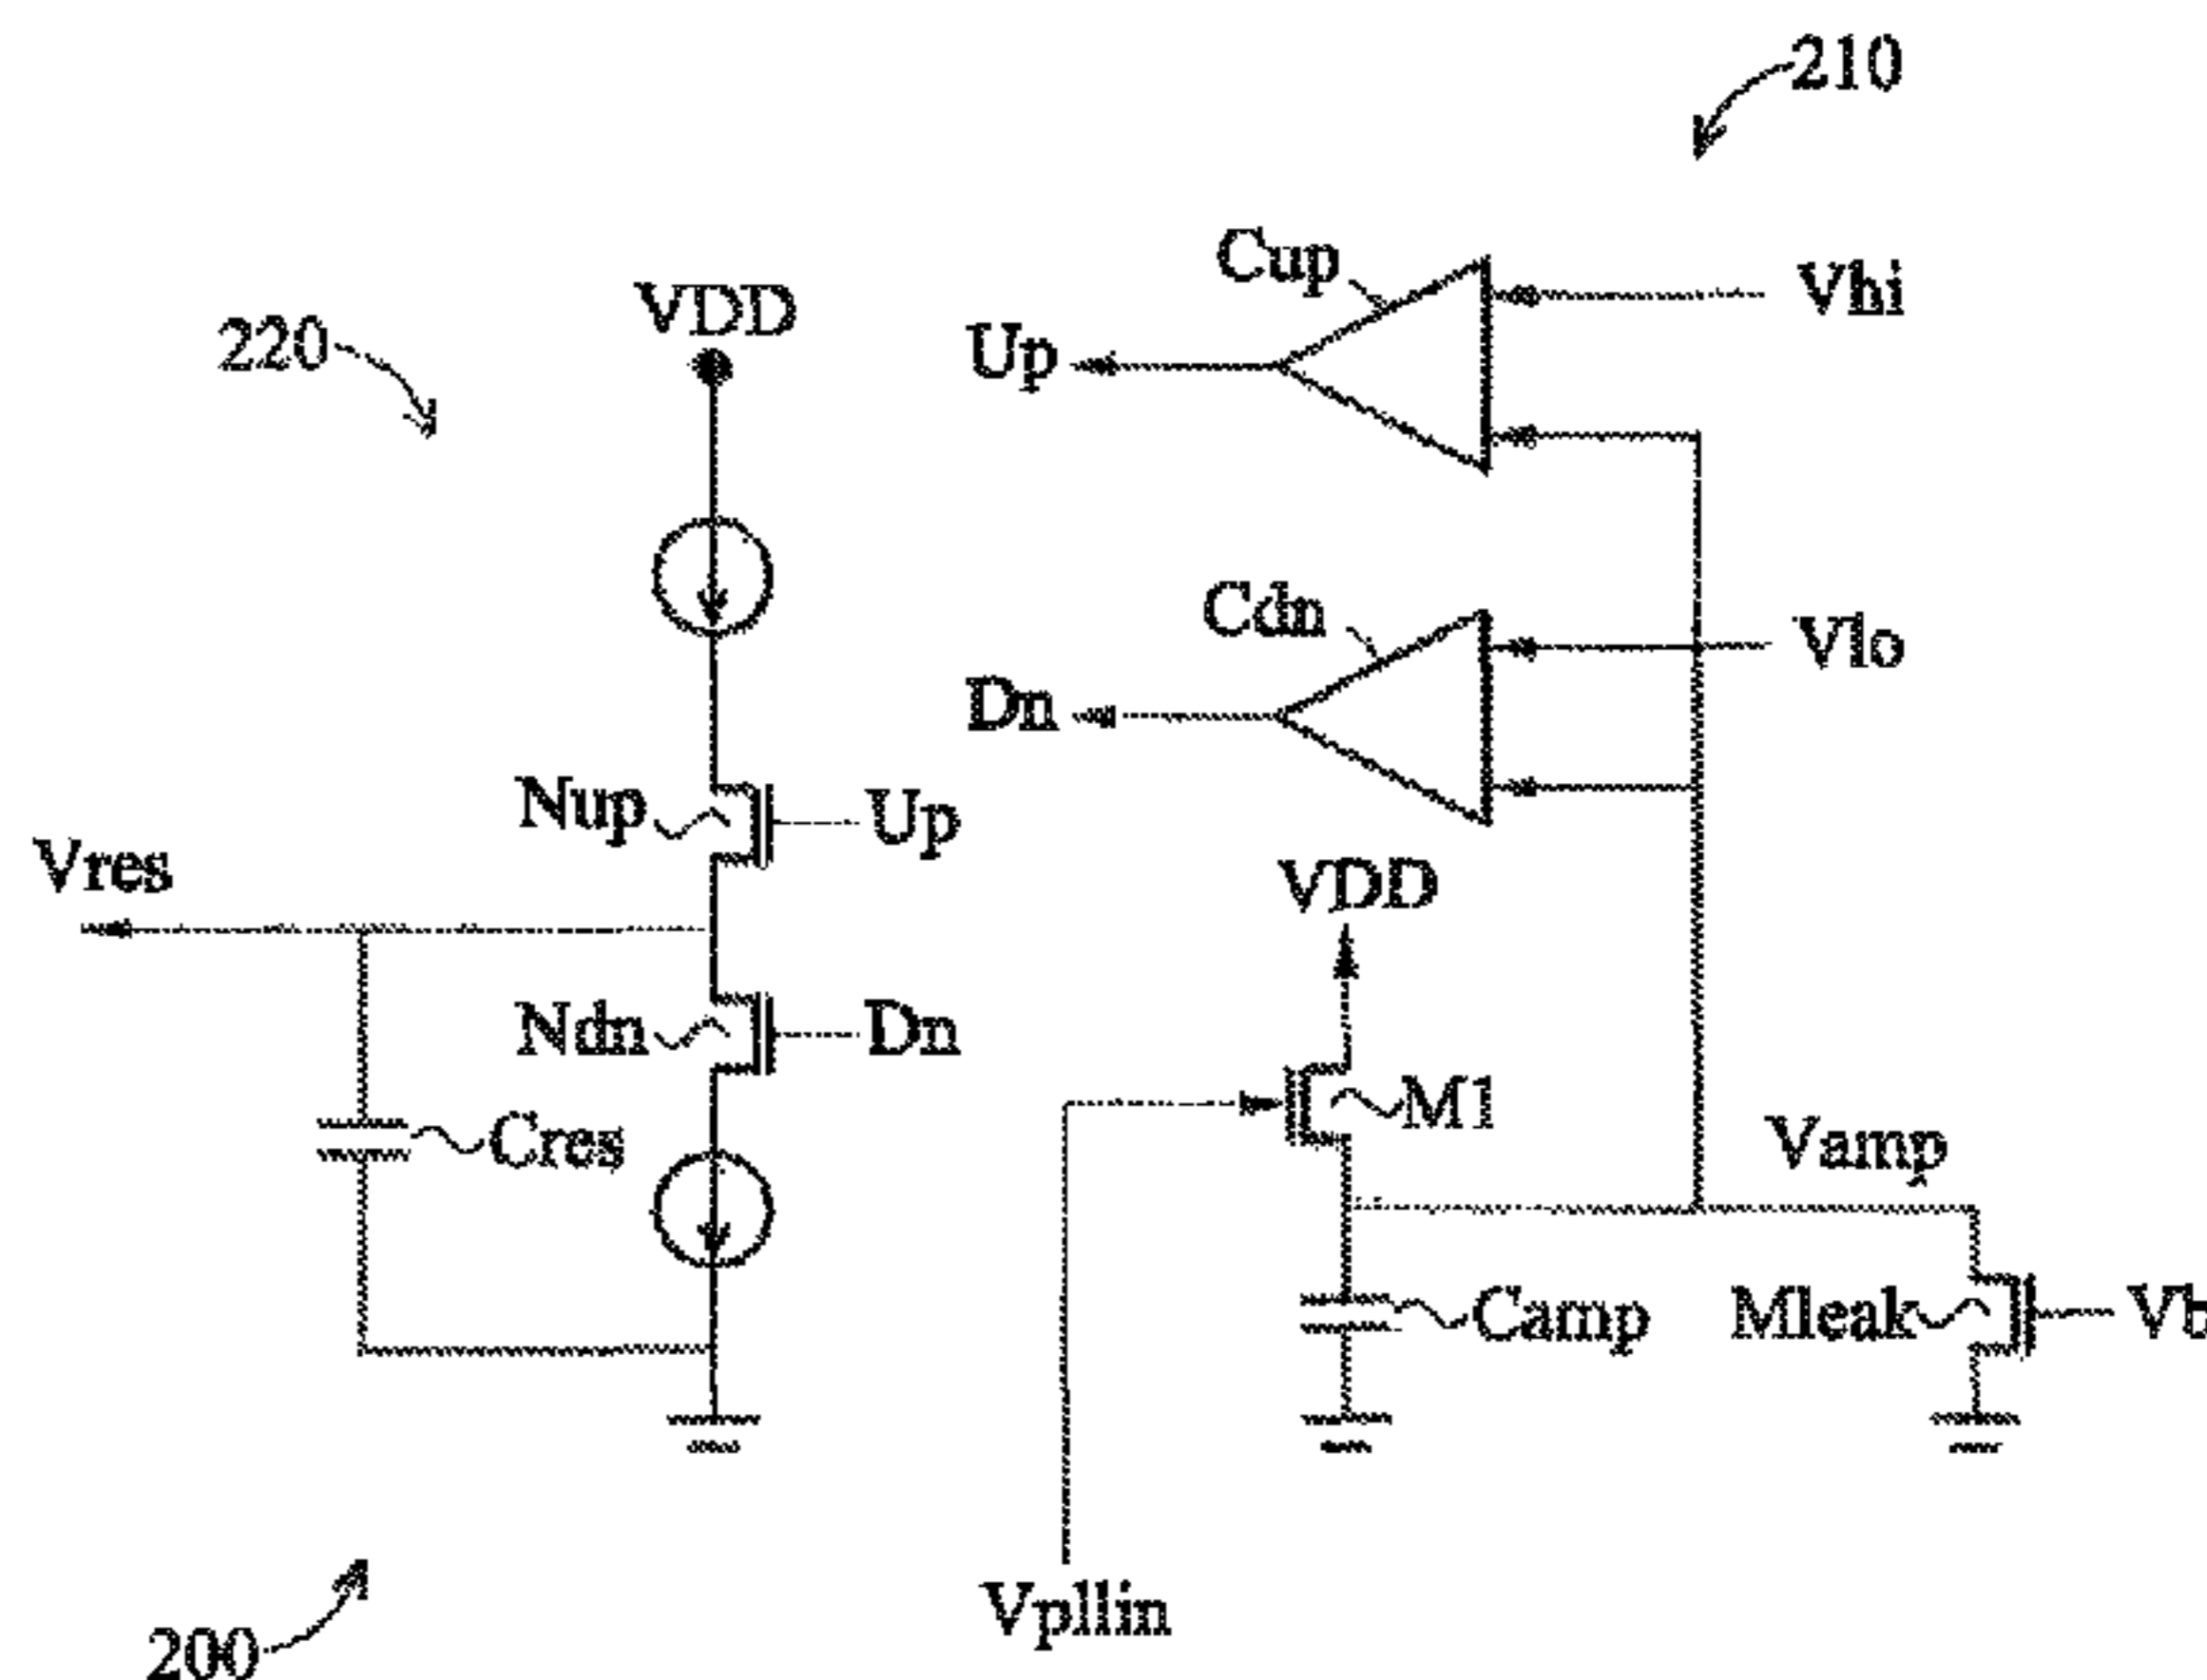 210
Cup
Vhi
VDD
220
Up
Cdn
Vlo
Dn
Nup
Up
Vres
VDD
Ndn
Dn
M1
Cres
Vamp
Camp
Mleak
Vpllin
200